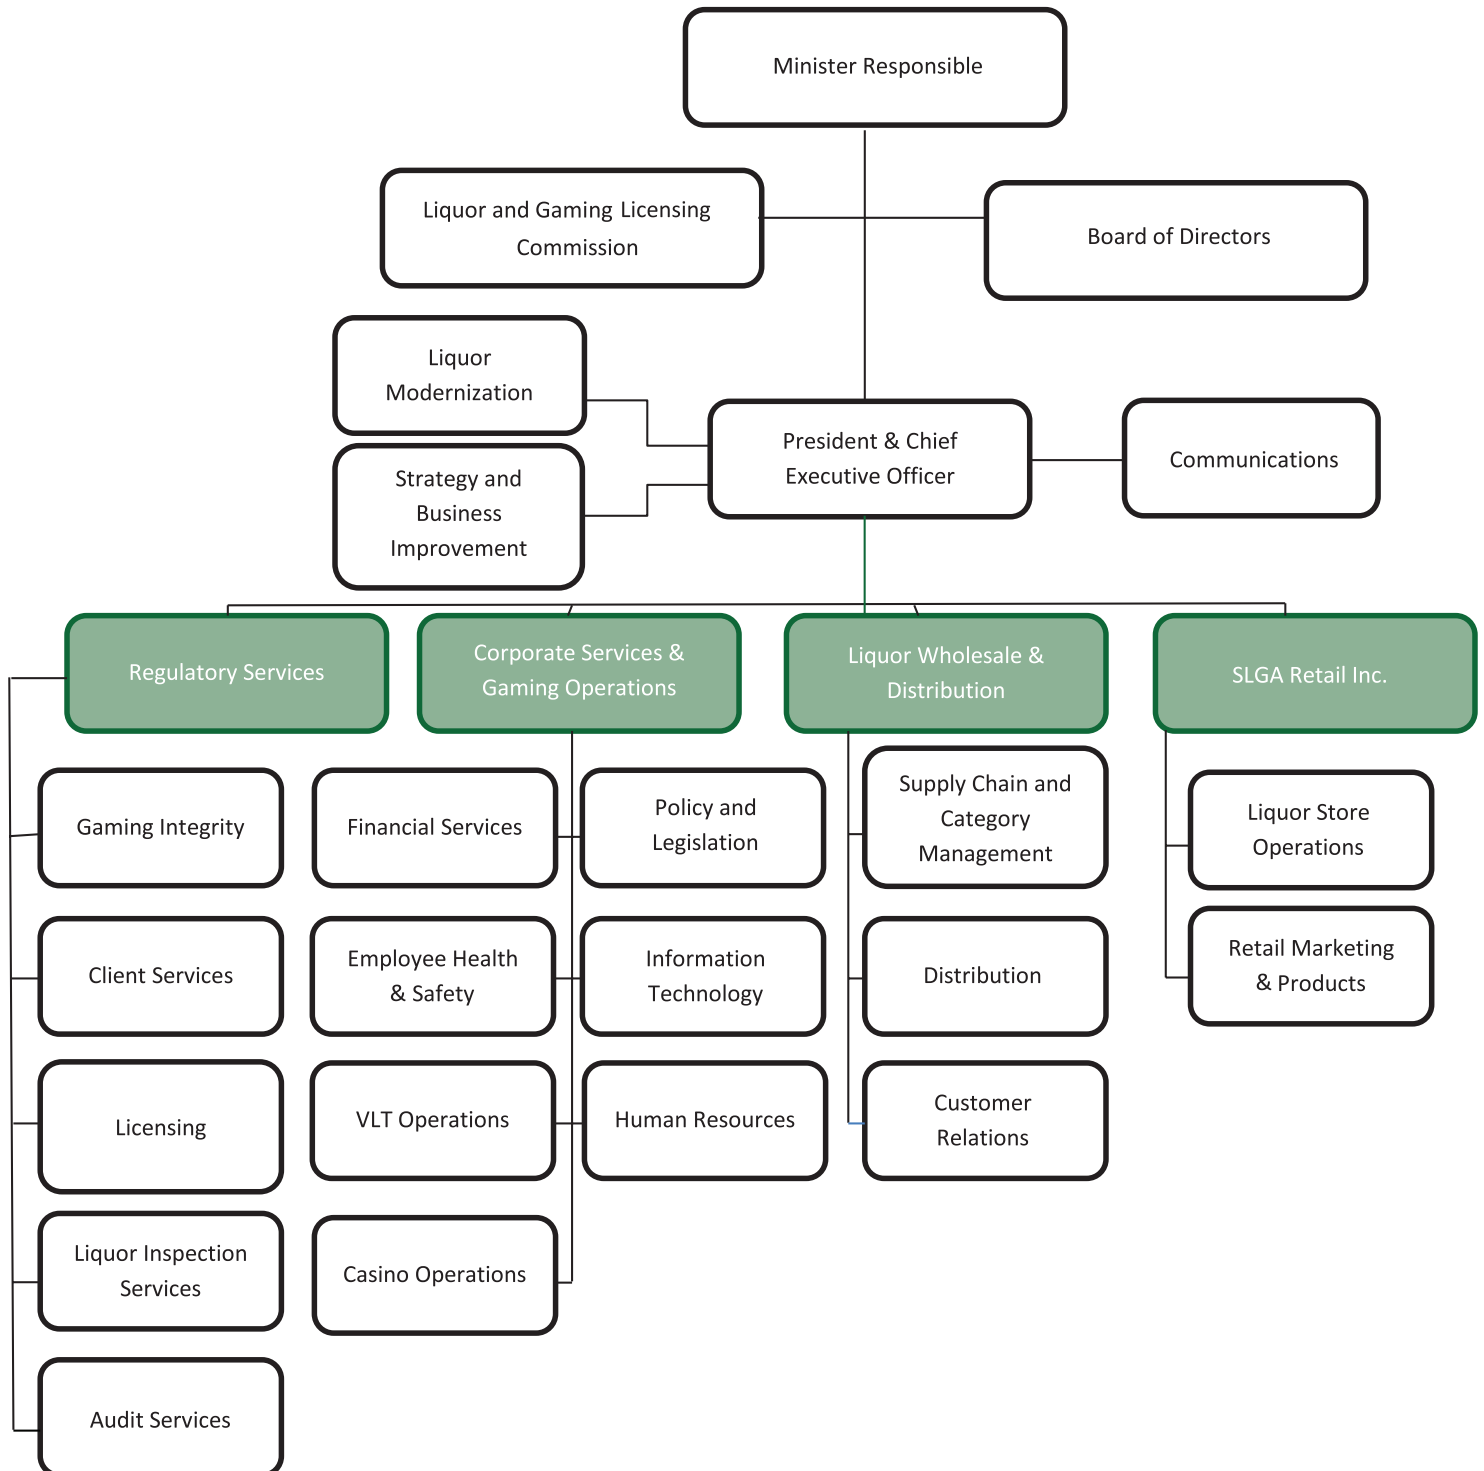 Minister Responsible
Liquor and Gaming Licensing
Commission
Board of Directors
Liquor
Modernization
President & Chief
Executive Officer
Communications
Strategy and
Business
Improvement
Regulatory Services
Corporate Services &
Gaming Operations
Liquor Wholesale &
Distribution
SLGA Retail Inc.
Gaming Integrity
Client Services
Licensing
Liquor Inspection
Services
Audit Services
Financial Services
Policy and
Legislation
Employee Health
& Safety
Information
Technology
VLT Operations
Human Resources
Casino Operations
Supply Chain and
Category
Management
Distribution
Customer
Relations
Liquor Store
Operations
Retail Marketing
& Products